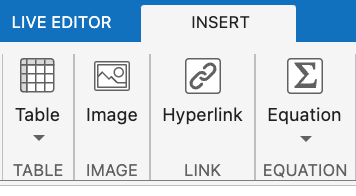 LIVE EDITOR INSERT
Table Image Hyperlink Equation
TABLE IMAGE LINK EQUATION